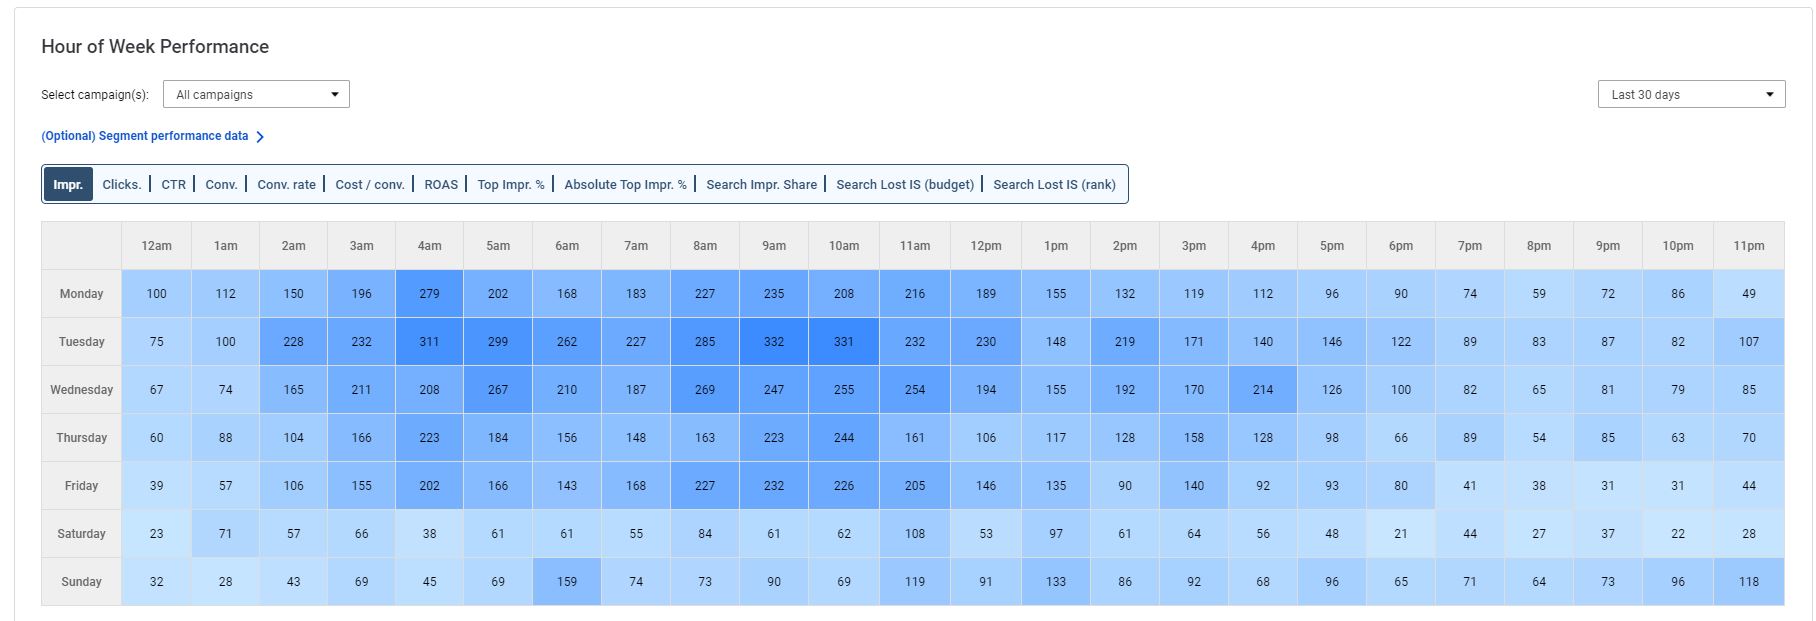 Hour of Week Performance
Select campaign(s): All campaigns Last 30 days
(Optional) Segment performance data
Impr. Clicks. CTR Conv. Conv. rate Cost / conv. ROAS Top Impr. % Absolute Top Impr. % Search Impr. Share Search Lost IS (budget) Search Lost IS (rank)
12am 1am 2am 3am 4am 5am 6am 7am 8am 9am 10am 11am 12pm 1pm 2pm 3pm 4pm 5pm 6pm 7pm 8pm 9pm 10pm 11pm
Monday 100 112 150 196 279 202 168 183 227 235 208 216 189 155 132 119 112 96 90 74 59 72 86 49
Tuesday 75 100 228 232 311 299 262 227 285 332 331 232 230 148 219 171 140 146 122 89 83 87 82 107
Wednesday 67 74 165 211 208 267 210 187 269 247 255 254 194 155 192 170 214 126 100 82 65 81 79 85
Thursday 60 88 104 166 223 184 156 148 163 223 244 161 106 117 128 158 128 98 66 89 54 85 63 70
Friday 39 57 106 155 202 166 143 168 227 232 226 205 146 135 90 140 92 93 80 41 38 31 31 44
Saturday 23 71 57 66 38 61 61 55 84 61 62 108 53 97 61 64 56 48 21 44 27 37 22 28
Sunday 32 28 43 69 45 69 159 74 73 90 69 119 91 133 86 92 68 96 65 71 64 73 96 118